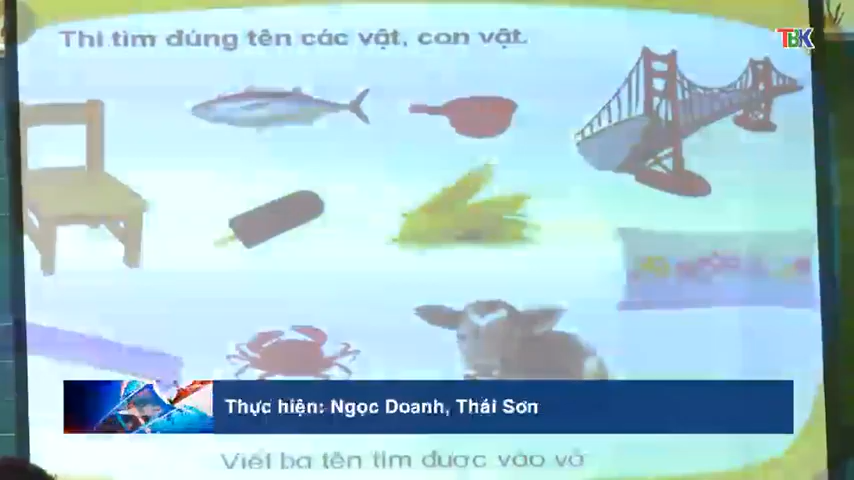 Thi tìm đúng tên các vật, con vật.
TBK
Thực hiện: Ngọc Doanh, Thái Sơn
Viết ba tên tìm được vào vở